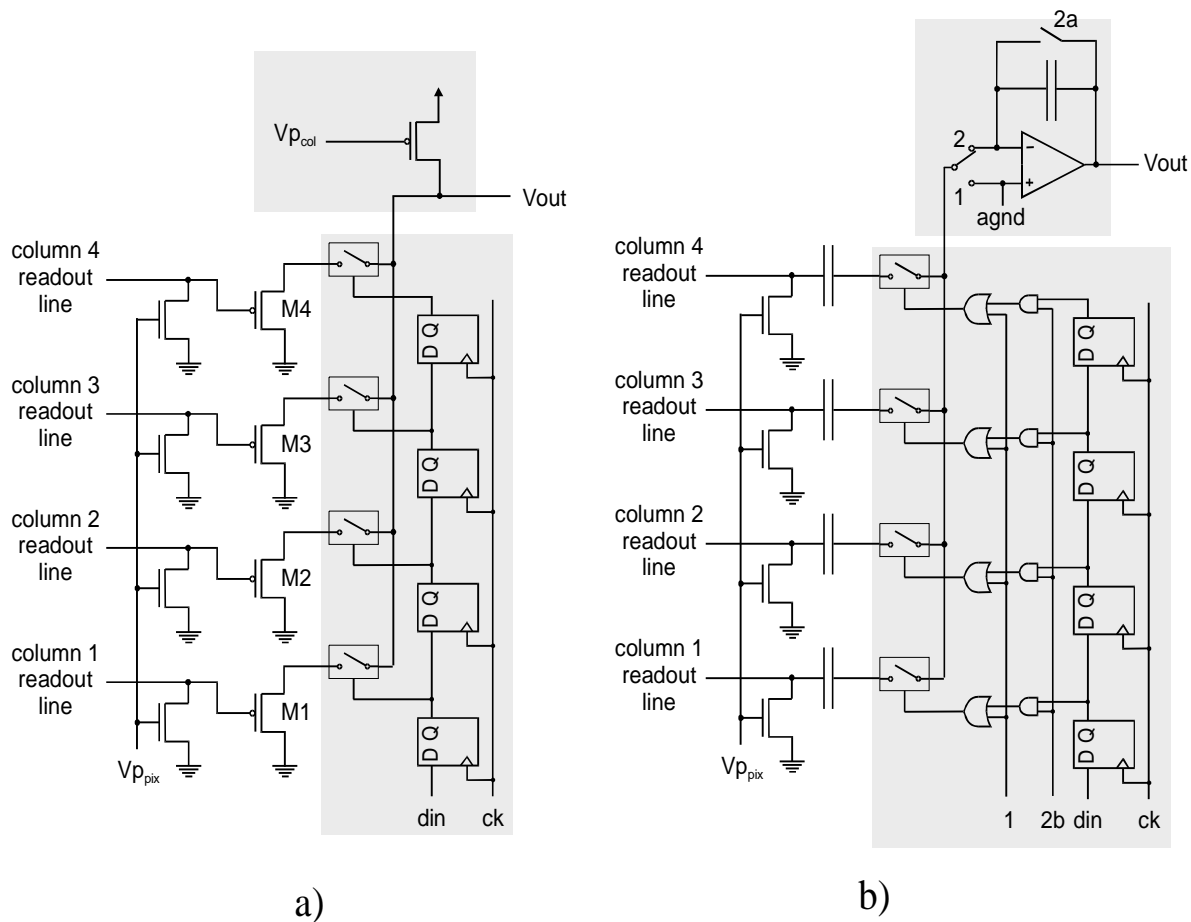 Vp_col
Vout
column 4
readout
line
M4
D Q
column 3
readout
line
M3
D Q
column 2
readout
line
M2
D Q
column 1
readout
line
M1
D Q
Vp_pix
din
ck
a)
2a
2
−
1
+
agnd
Vout
column 4
readout
line
D Q
column 3
readout
line
D Q
column 2
readout
line
D Q
column 1
readout
line
D Q
Vp_pix
1
2b
din
ck
b)